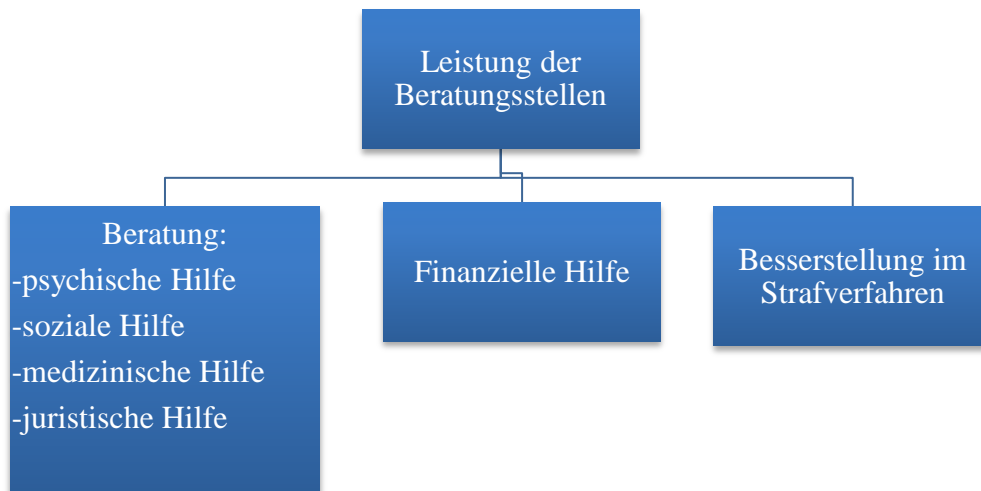 Leistung der
Beratungsstellen
Beratung:
-psychische Hilfe
-soziale Hilfe
-medizinische Hilfe
-juristische Hilfe
Finanzielle Hilfe
Besserstellung im
Strafverfahren